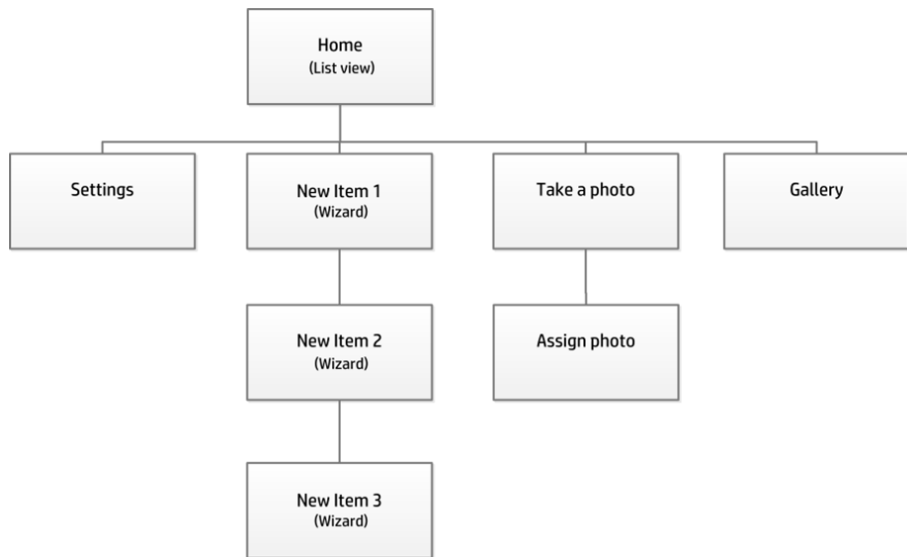 Home
(List view)
Settings
New Item 1
(Wizard)
Take a photo
Gallery
New Item 2
(Wizard)
Assign photo
New Item 3
(Wizard)